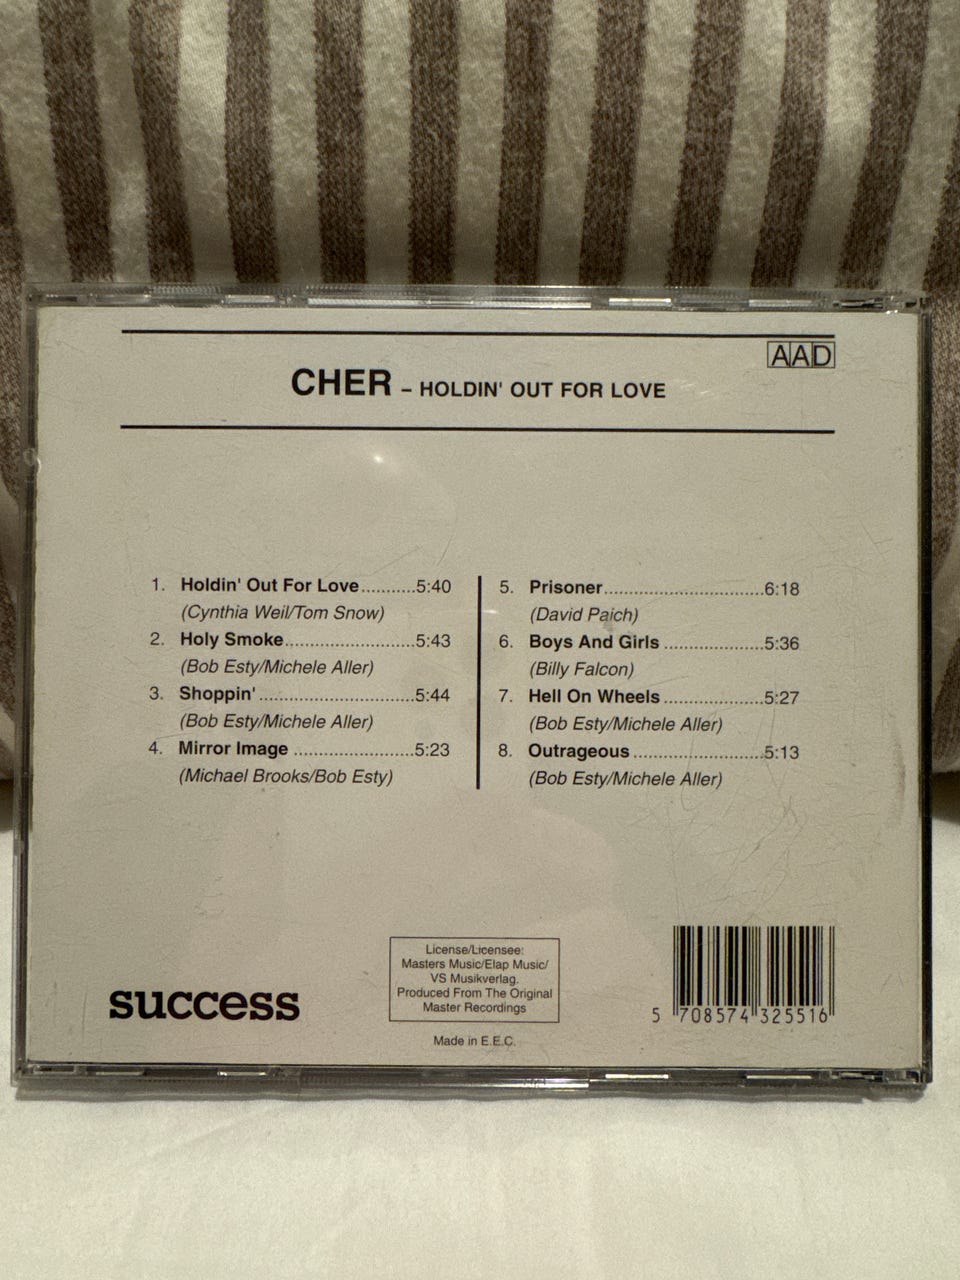 AAD
CHER – HOLDIN' OUT FOR LOVE
1. Holdin' Out For Love...........5:40
(Cynthia Weil/Tom Snow)
2. Holy Smoke......................5:43
(Bob Esty/Michele Aller)
3. Shoppin'..........................5:44
(Bob Esty/Michele Aller)
4. Mirror Image ....................5:23
(Michael Brooks/Bob Esty)
5. Prisoner...........................6:18
(David Paich)
6. Boys And Girls .................5:36
(Billy Falcon)
7. Hell On Wheels .................5:27
(Bob Esty/Michele Aller)
8. Outrageous ......................5:13
(Bob Esty/Michele Aller)
success
License/Licensee:
Masters Music/Elap Music/
VS Musikverlag.
Produced From The Original
Master Recordings
Made in E.E.C.
5 708574 325516